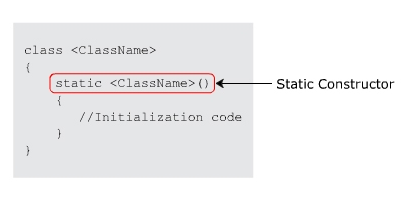 class <ClassName>
{
static <ClassName>()
Static Constructor
{
//Initialization code
}
}